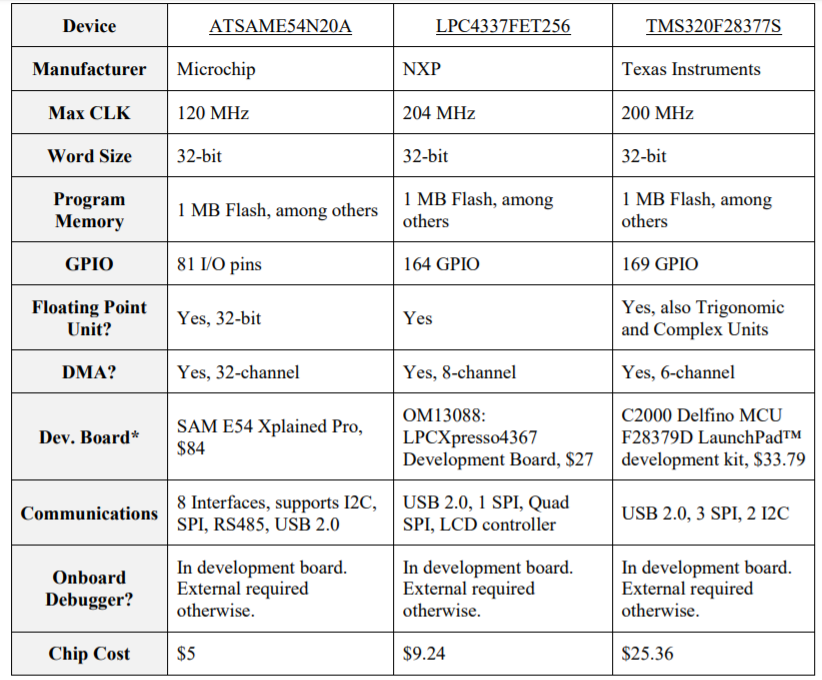 Device ATSAME54N20A LPC4337FET256 TMS320F28377S
Manufacturer Microchip NXP Texas Instruments
Max CLK 120 MHz 204 MHz 200 MHz
Word Size 32-bit 32-bit 32-bit
Program
Memory
1 MB Flash, among others
1 MB Flash, among
others
1 MB Flash, among
others
GPIO 81 I/O pins 164 GPIO 169 GPIO
Floating Point
Unit?
Yes, 32-bit
Yes
Yes, also Trigonomic
and Complex Units
DMA? Yes, 32-channel Yes, 8-channel Yes, 6-channel
Dev. Board*
SAM E54 Xplained Pro,
$84
OM13088:
LPCXpresso4367
Development Board, $27
C2000 Delfino MCU
F28379D LaunchPad™
development kit, $33.79
Communications
8 Interfaces, supports I2C,
SPI, RS485, USB 2.0
USB 2.0, 1 SPI, Quad
SPI, LCD controller
USB 2.0, 3 SPI, 2 I2C
Onboard
Debugger?
In development board.
External required
otherwise.
In development board.
External required
otherwise.
In development board.
External required
otherwise.
Chip Cost $5 $9.24 $25.36